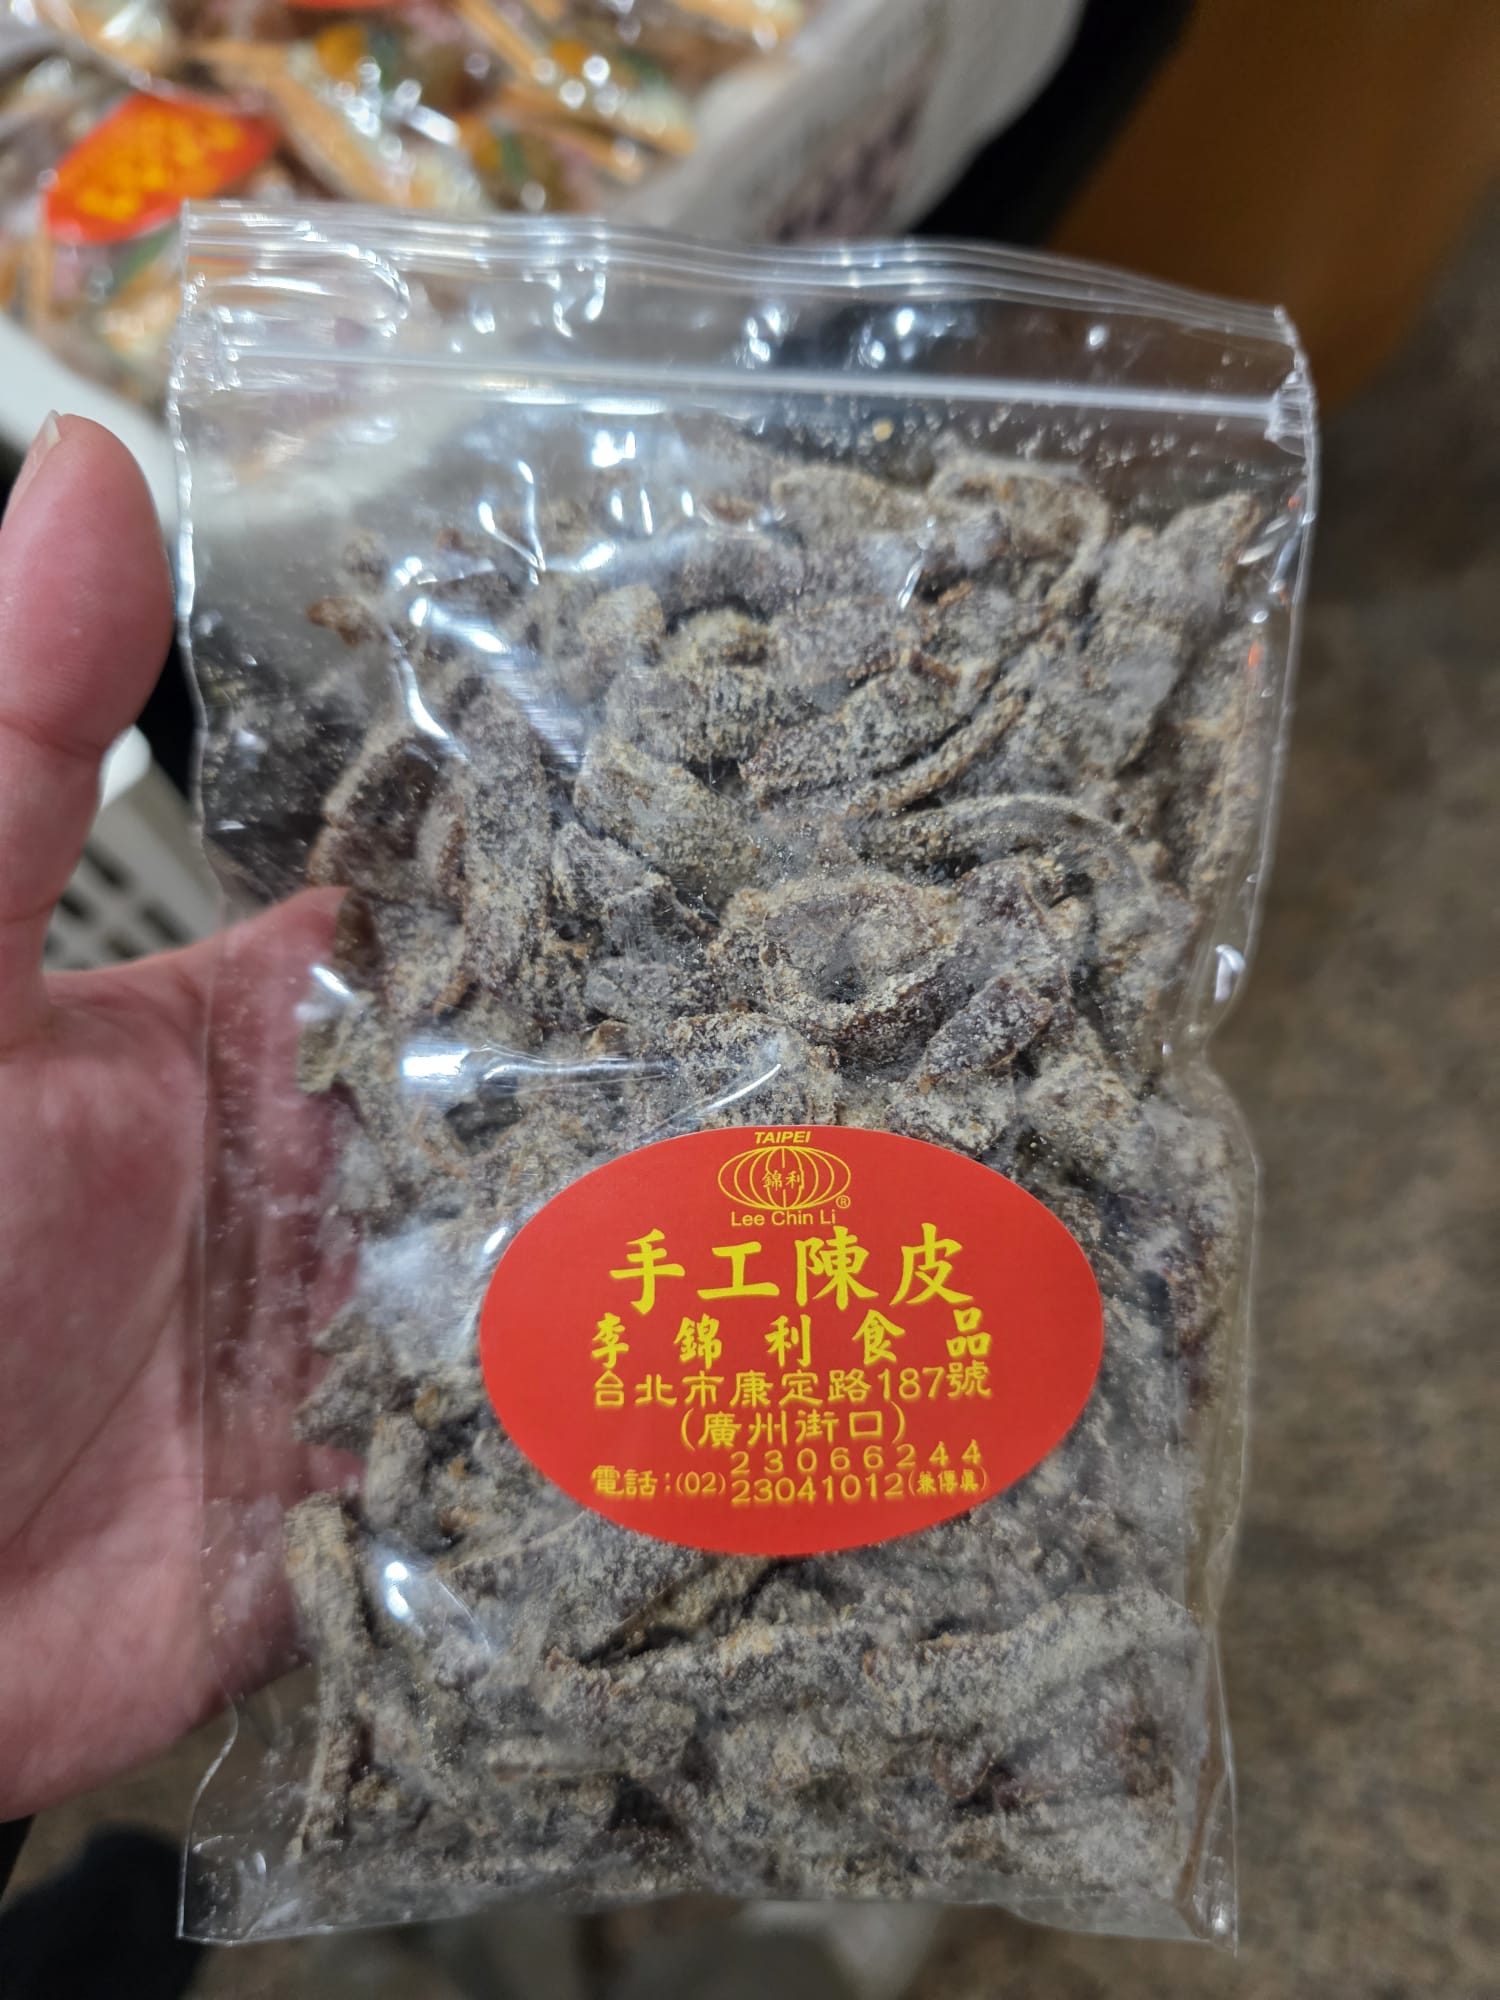 TAIPEI
錦利
®
Lee Chin Li
手工陳皮
李錦利食品
台北市康定路187號
(廣州街口)
23066244
電話:(02)23041012(兼傳真)